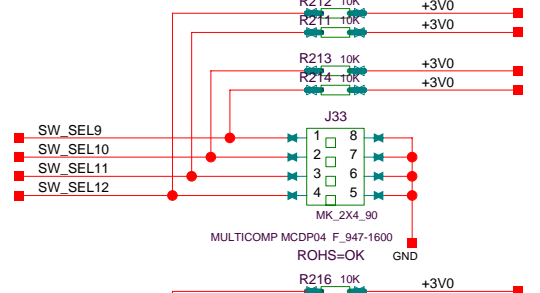 R212 10K +3V0
R211 10K +3V0
R213 10K +3V0
R214 10K +3V0
J33
SW_SEL9 1 8
SW_SEL10 2 7
SW_SEL11 3 6
SW_SEL12 4 5
MK_2X4_90
MULTICOMP MCDP04 F_947-1600
ROHS=OK GND
R216 10K +3V0